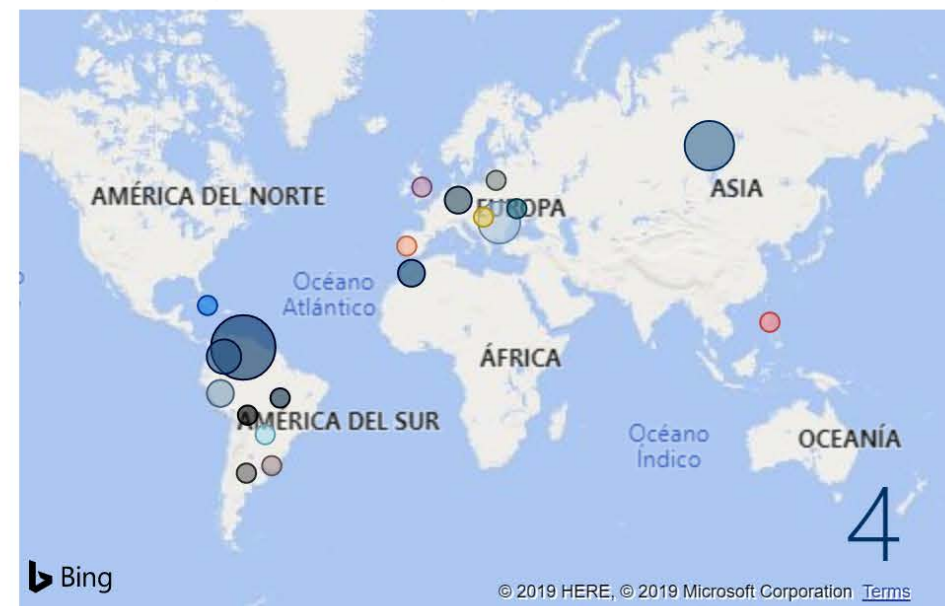 AMÉRICA DEL NORTE
EUROPA
ASIA
Océano
Atlántico
ÁFRICA
AMÉRICA DEL SUR
Océano
Índico
OCEANÍA
4
Bing
© 2019 HERE, © 2019 Microsoft Corporation Terms